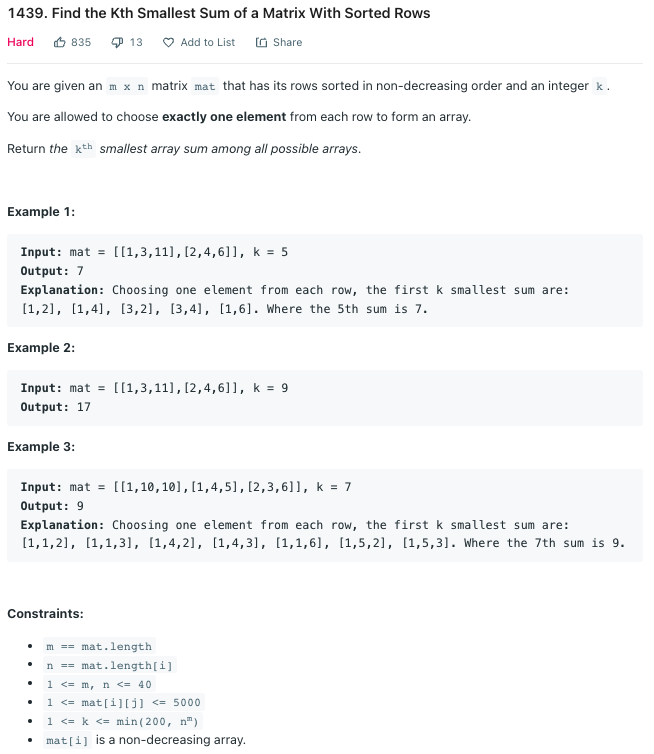 1439. Find the Kth Smallest Sum of a Matrix With Sorted Rows
Hard 835 13 Add to List Share
You are given an m x n matrix mat that has its rows sorted in non-decreasing order and an integer k.
You are allowed to choose exactly one element from each row to form an array.
Return the kth smallest array sum among all possible arrays.
Example 1:
Input: mat = [[1,3,11],[2,4,6]], k = 5
Output: 7
Explanation: Choosing one element from each row, the first k smallest sum are:
[1,2], [1,4], [3,2], [3,4], [1,6]. Where the 5th sum is 7.
Example 2:
Input: mat = [[1,3,11],[2,4,6]], k = 9
Output: 17
Example 3:
Input: mat = [[1,10,10],[1,4,5],[2,3,6]], k = 7
Output: 9
Explanation: Choosing one element from each row, the first k smallest sum are:
[1,1,2], [1,1,3], [1,4,2], [1,4,3], [1,1,6], [1,5,2], [1,5,3]. Where the 7th sum is 9.
Constraints:
• m == mat.length
• n == mat.length[i]
• 1 <= m, n <= 40
• 1 <= mat[i][j] <= 5000
• 1 <= k <= min(200, n^m)
• mat[i] is a non-decreasing array.